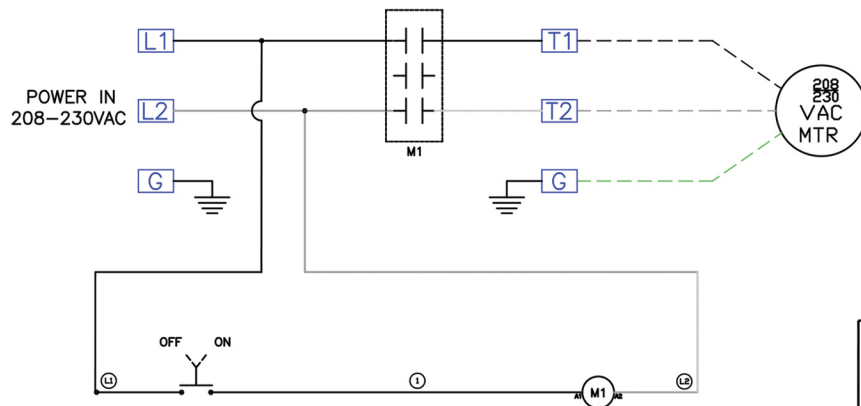 L1
T1
POWER IN
208-230VAC
L2
T2
208
230
VAC
MTR
M1
G
G
OFF ON
L1
1
A1
M1
A2
L2